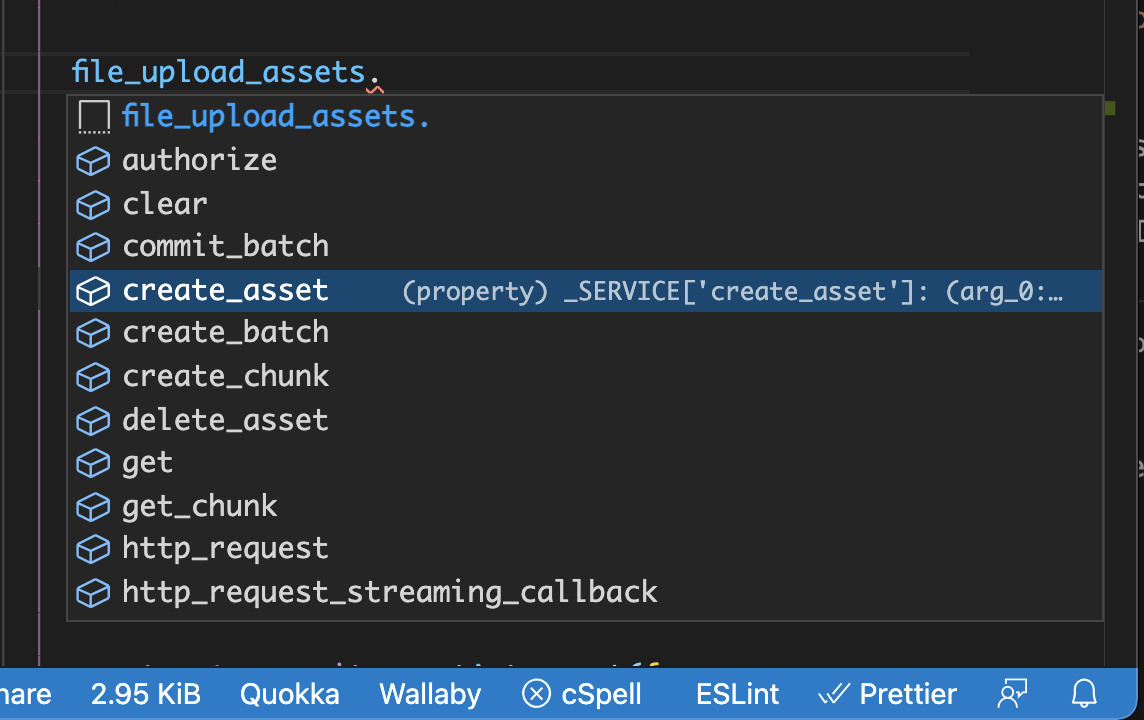 file_upload_assets.
file_upload_assets.
authorize
clear
commit_batch
create_asset (property) _SERVICE['create_asset']: (arg_0:…
create_batch
create_chunk
delete_asset
get
get_chunk
http_request
http_request_streaming_callback
2.95 KiB Quokka Wallaby cSpell ESLint Prettier